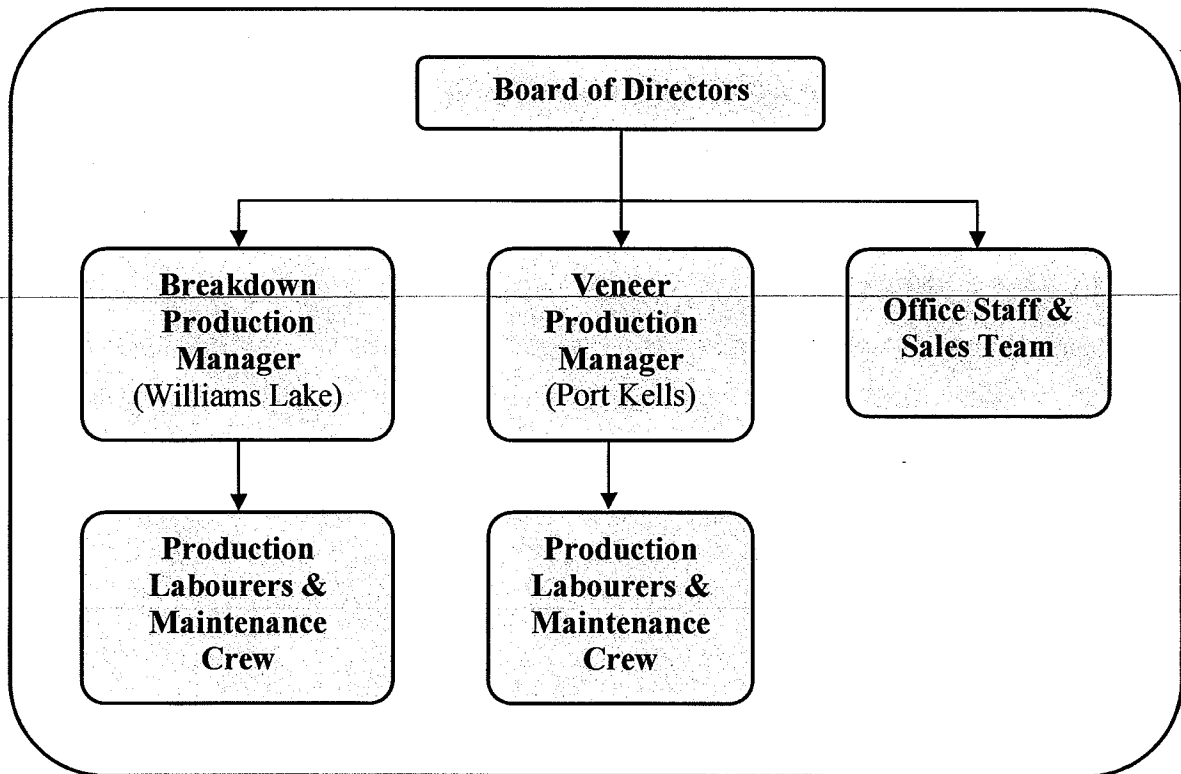 Board of Directors
Breakdown
Production
Manager
(Williams Lake)
Veneer
Production
Manager
(Port Kells)
Office Staff &
Sales Team
Production
Labourers &
Maintenance
Crew
Production
Labourers &
Maintenance
Crew